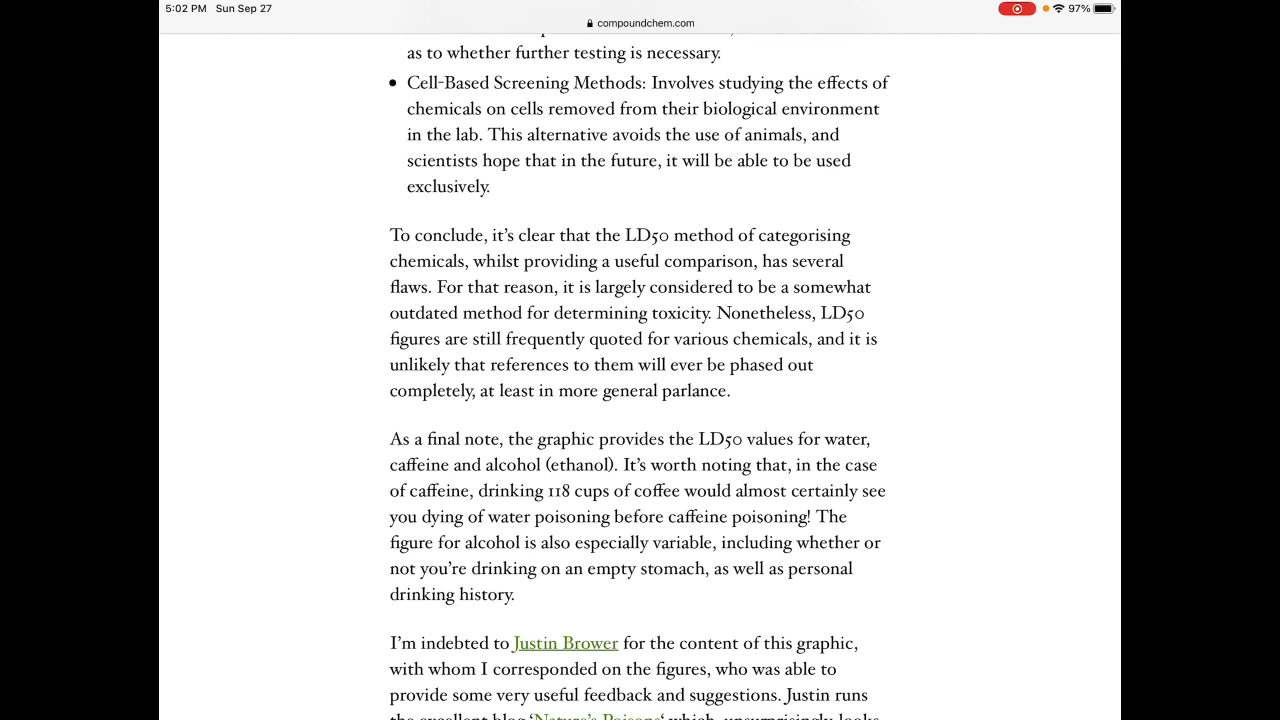 5:02 PM Sun Sep 27
97%
compoundchem.com
as to whether further testing is necessary.
• Cell-Based Screening Methods: Involves studying the effects of
chemicals on cells removed from their biological environment
in the lab. This alternative avoids the use of animals, and
scientists hope that in the future, it will be able to be used
exclusively.
To conclude, it’s clear that the LD50 method of categorising
chemicals, whilst providing a useful comparison, has several
flaws. For that reason, it is largely considered to be a somewhat
outdated method for determining toxicity. Nonetheless, LD50
figures are still frequently quoted for various chemicals, and it is
unlikely that references to them will ever be phased out
completely, at least in more general parlance.
As a final note, the graphic provides the LD50 values for water,
caffeine and alcohol (ethanol). It’s worth noting that, in the case
of caffeine, drinking 118 cups of coffee would almost certainly see
you dying of water poisoning before caffeine poisoning! The
figure for alcohol is also especially variable, including whether or
not you’re drinking on an empty stomach, as well as personal
drinking history.
I’m indebted to Justin Brower for the content of this graphic,
with whom I corresponded on the figures, who was able to
provide some very useful feedback and suggestions. Justin runs
the excellent blog ‘Nature’s Poisons‘ which, unsurprisingly, looks